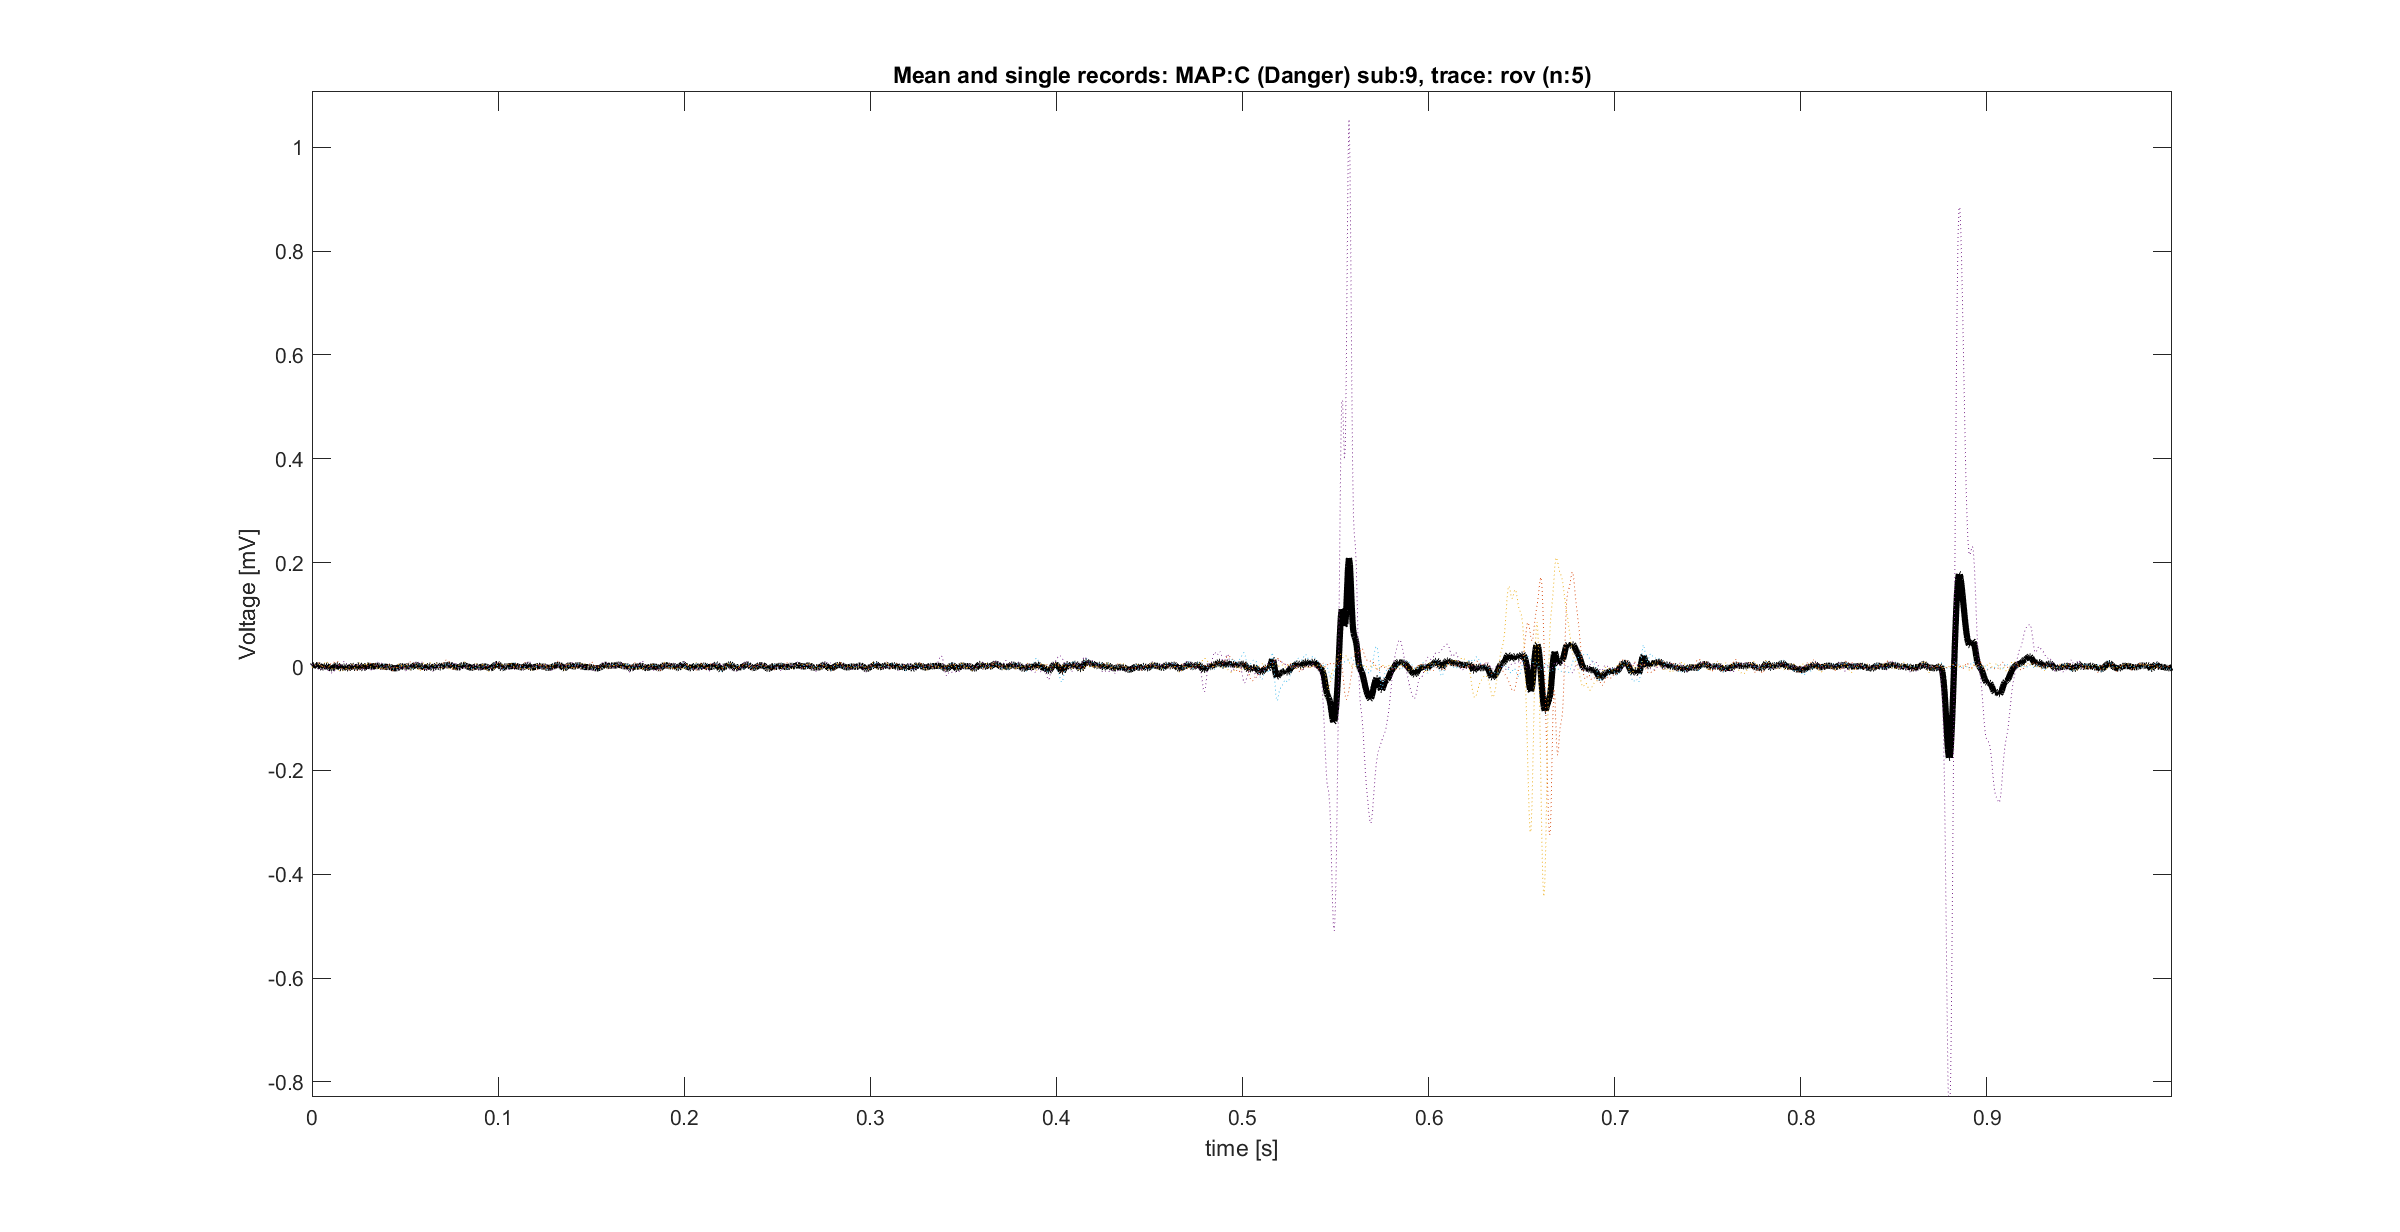 Mean and single records: MAP:C (Danger) sub:9, trace: rov (n:5)
1
0.8
0.6
0.4
0.2
0
-0.2
-0.4
-0.6
-0.8
Voltage [mV]
0 0.1 0.2 0.3 0.4 0.5 0.6 0.7 0.8 0.9
time [s]